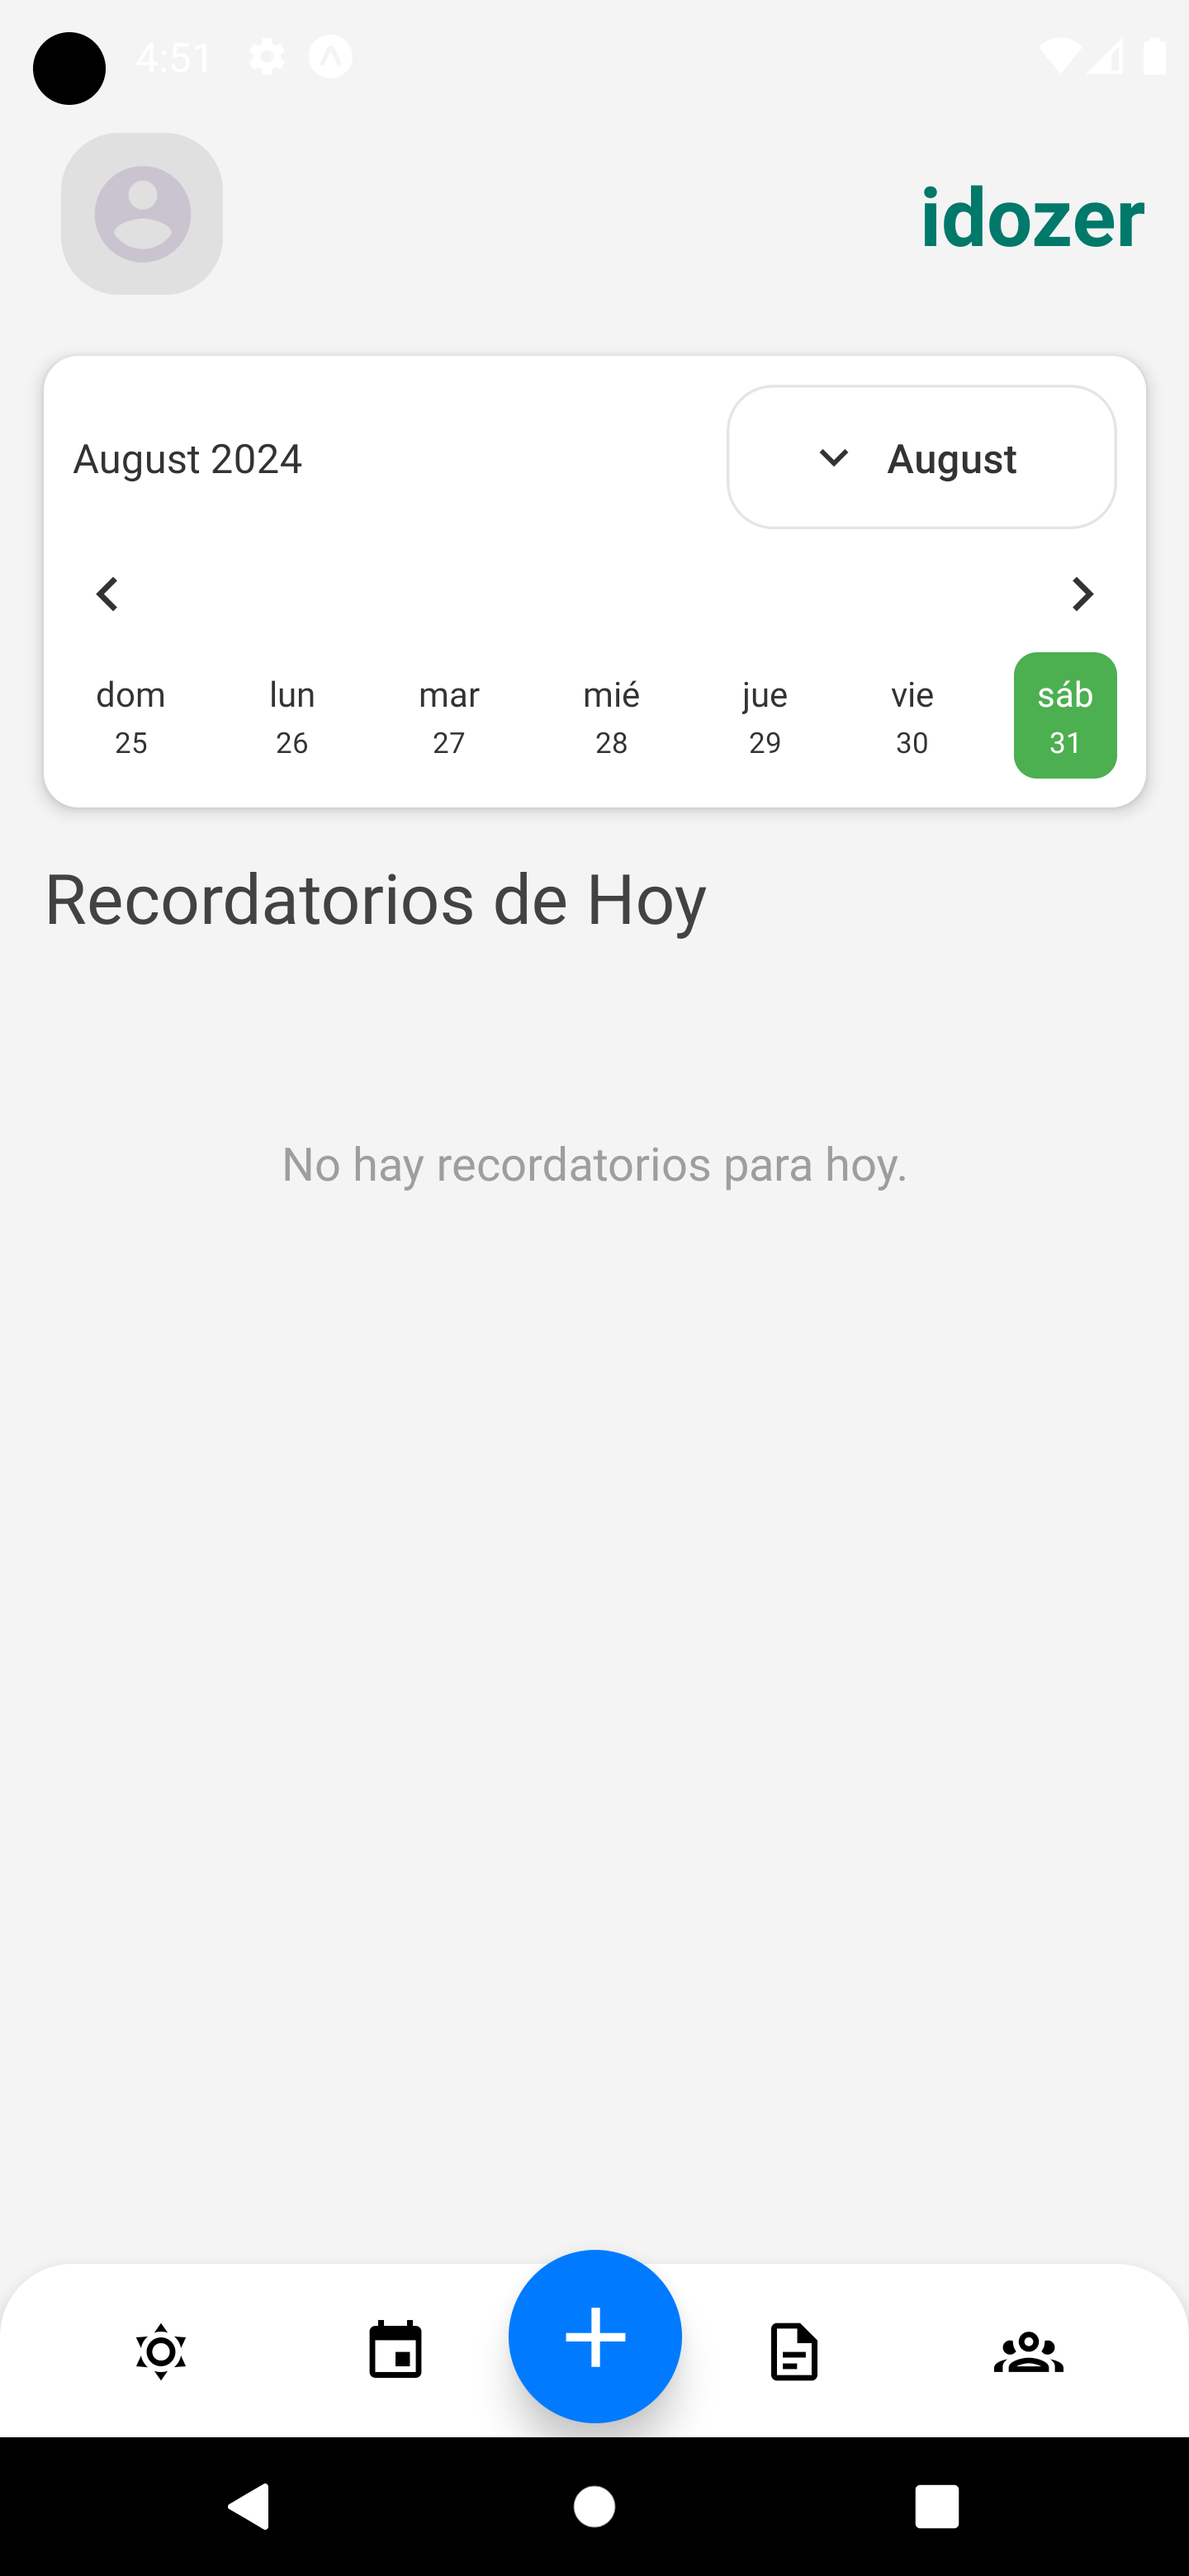 4:51
idozer
August 2024
August
dom lun mar mié jue vie sáb
25 26 27 28 29 30 31
Recordatorios de Hoy
No hay recordatorios para hoy.